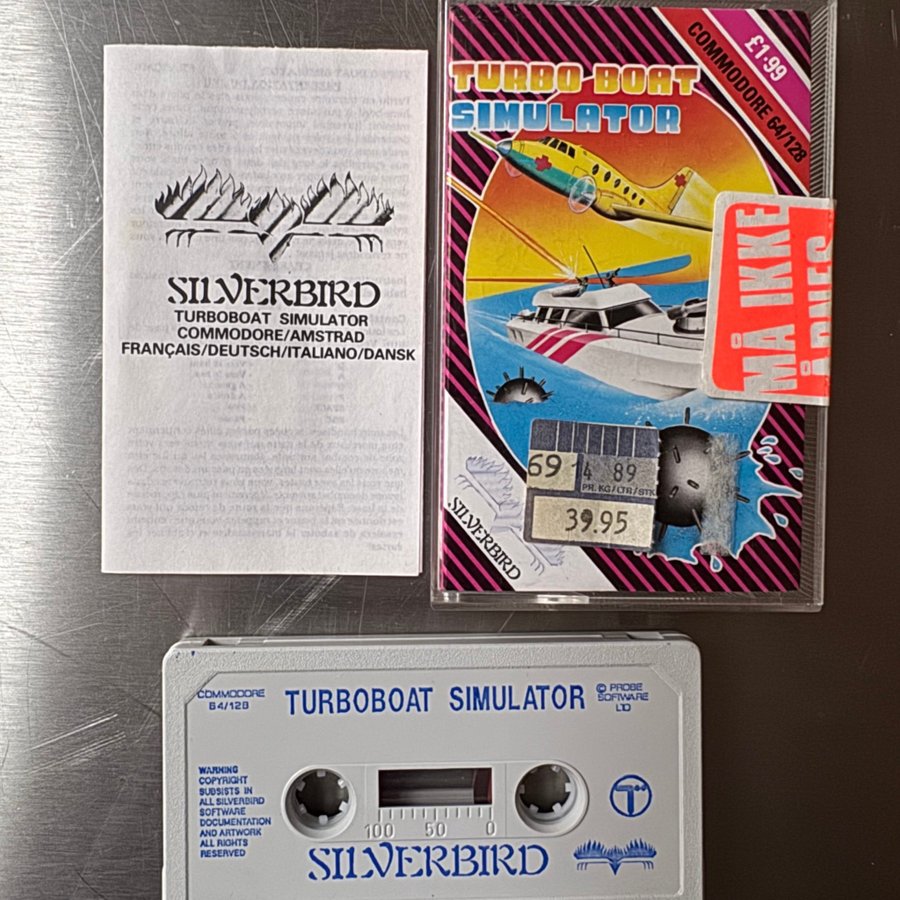 SILVERBIRD
TURBOBOAT SIMULATOR
COMMODORE/AMSTRAD
FRANÇAIS/DEUTSCH/ITALIANO/DANSK
£1·99
COMMODORE 64/128
TURBO BOAT
SIMULATOR
MÅ IKKE
69 14 89
PR. KG/LTR/STK
39.95
SILVERBIRD
COMMODORE
64/128
TURBOBOAT SIMULATOR
© PROBE
SOFTWARE
LTD
WARNING
COPYRIGHT
SUBSISTS IN
ALL SILVERBIRD
SOFTWARE
DOCUMENTATION
AND ARTWORK
ALL RIGHTS
RESERVED
100 50 0
SILVERBIRD